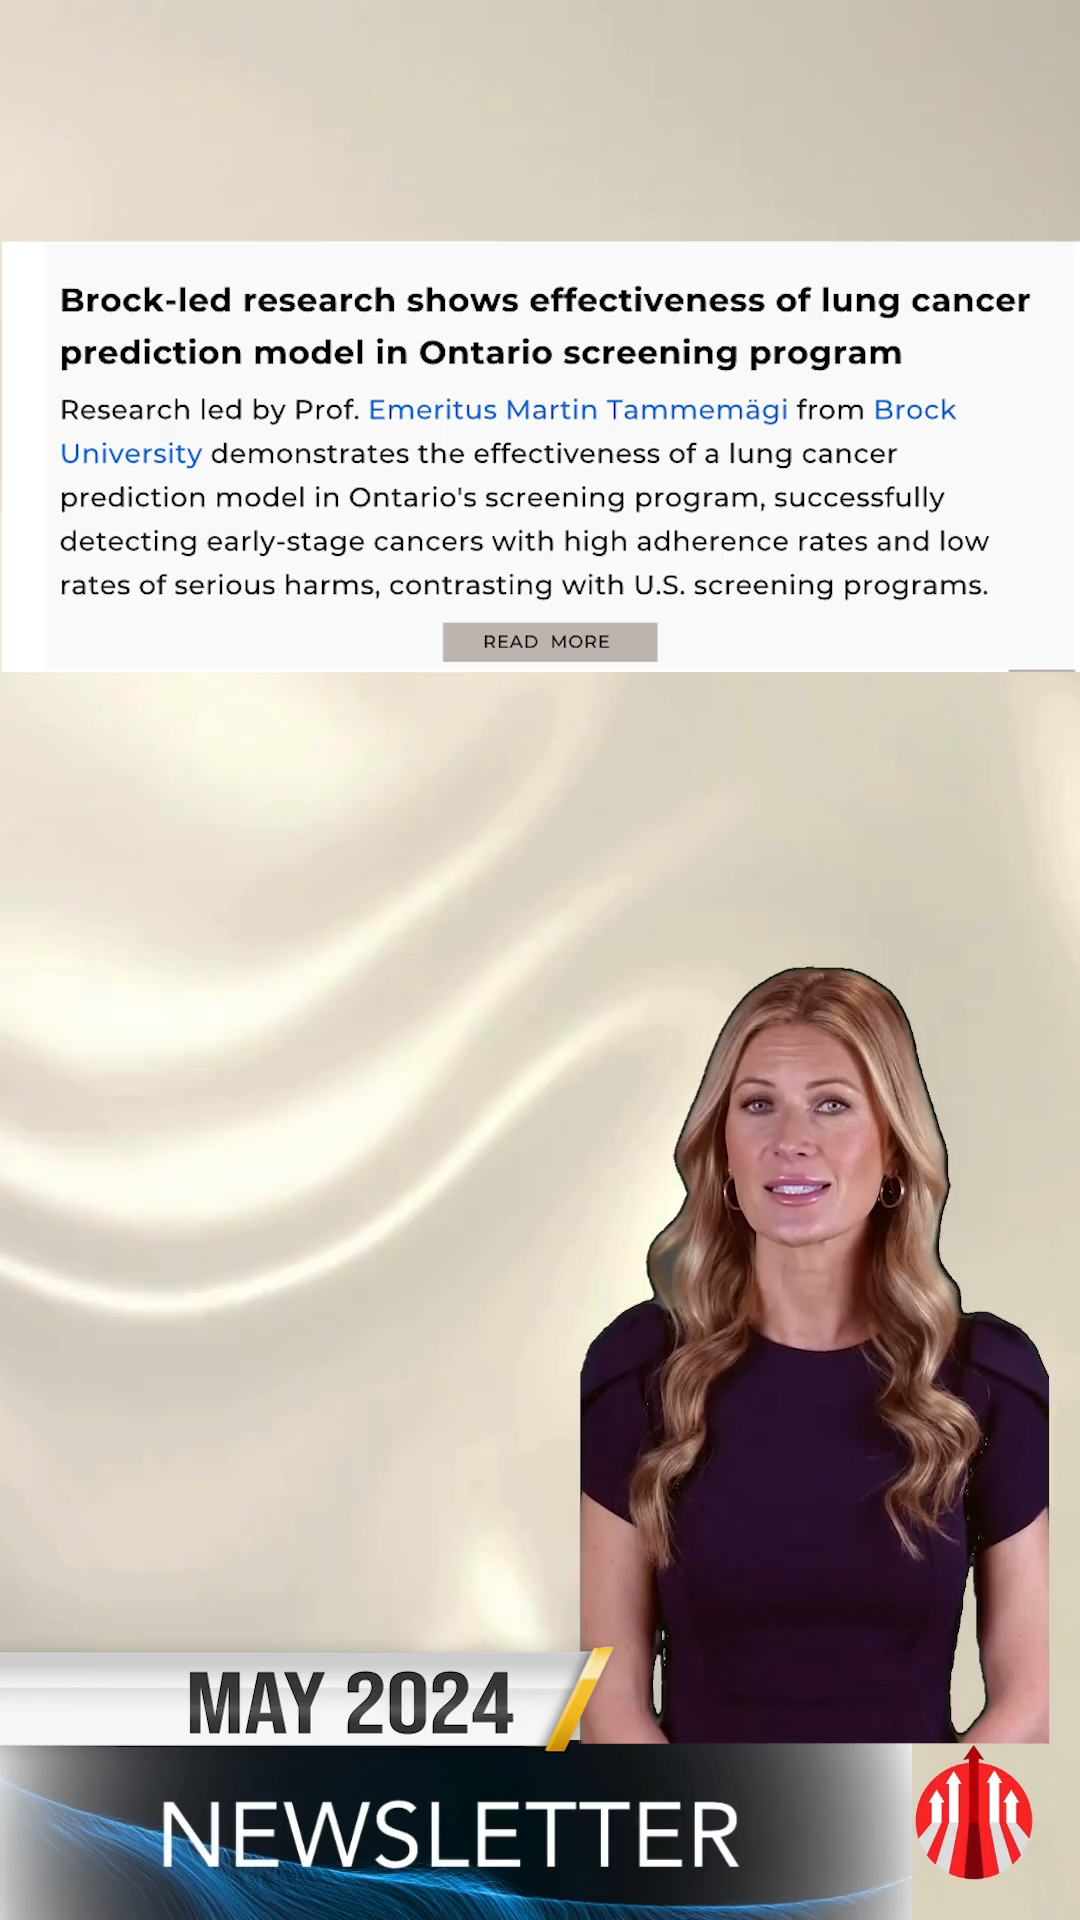 Brock-led research shows effectiveness of lung cancer
prediction model in Ontario screening program
Research led by Prof. Emeritus Martin Tammemägi from Brock
University demonstrates the effectiveness of a lung cancer
prediction model in Ontario's screening program, successfully
detecting early-stage cancers with high adherence rates and low
rates of serious harms, contrasting with U.S. screening programs.
READ MORE
MAY 2024
NEWSLETTER